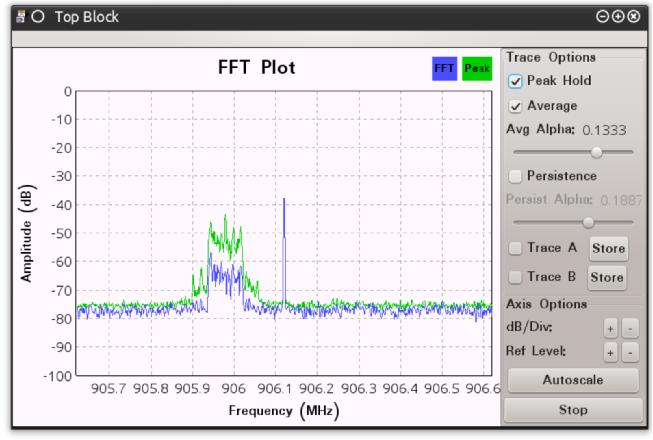 Top Block
FFT Plot
FFT Peak
0
-10
-20
-30
-40
-50
-60
-70
-80
-90
-100
Amplitude (dB)
905.7 905.8 905.9 906 906.1 906.2 906.3 906.4 906.5 906.6
Frequency (MHz)
Trace Options
Peak Hold
Average
Avg Alpha: 0.1333
Persistence
Persist Alpha: 0.1887
Trace A Store
Trace B Store
Axis Options
dB/Div: + -
Ref Level: + -
Autoscale
Stop